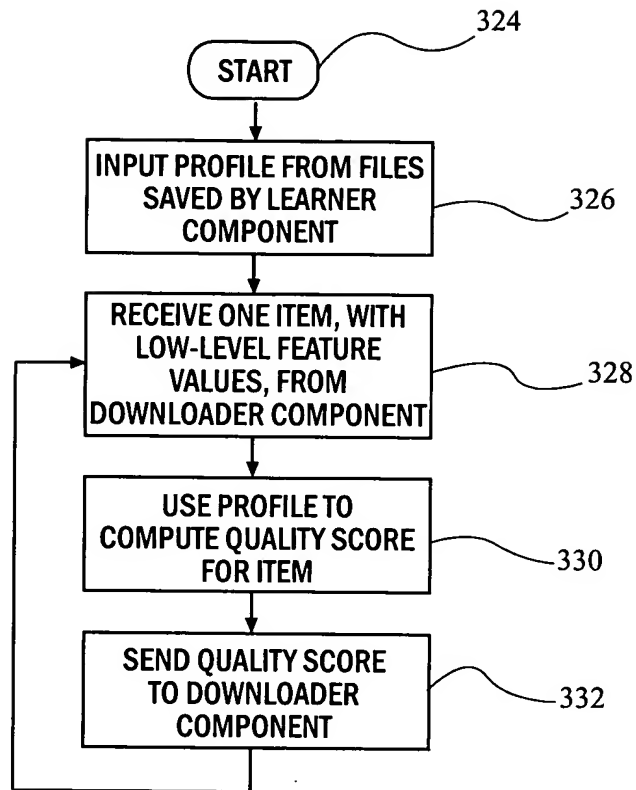 324
START
INPUT PROFILE FROM FILES
SAVED BY LEARNER
COMPONENT
326
RECEIVE ONE ITEM, WITH
LOW-LEVEL FEATURE
VALUES, FROM
DOWNLOADER COMPONENT
328
USE PROFILE TO
COMPUTE QUALITY SCORE
FOR ITEM
330
SEND QUALITY SCORE
TO DOWNLOADER
COMPONENT
332